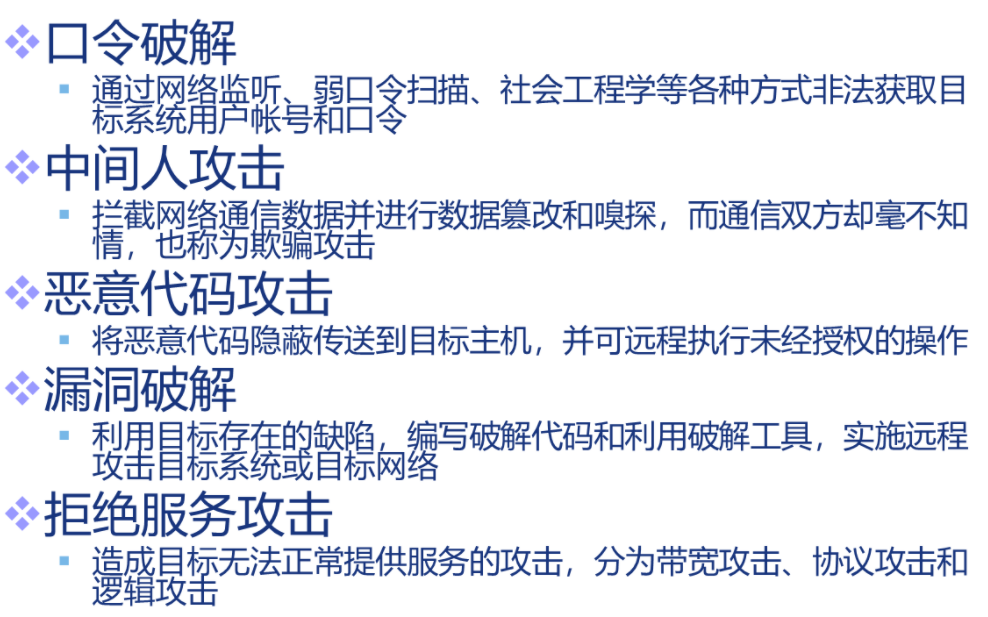 口令破解
通过网络监听、弱口令扫描、社会工程学等各种方式非法获取目
标系统用户帐号和口令
中间人攻击
拦截网络通信数据并进行数据篡改和嗅探，而通信双方却毫不知
情，也称为欺骗攻击
恶意代码攻击
将恶意代码隐蔽传送到目标主机，并可远程执行未经授权的操作
漏洞破解
利用目标存在的缺陷，编写破解代码和利用破解工具，实施远程
攻击目标系统或目标网络
拒绝服务攻击
造成目标无法正常提供服务的攻击，分为带宽攻击、协议攻击和
逻辑攻击